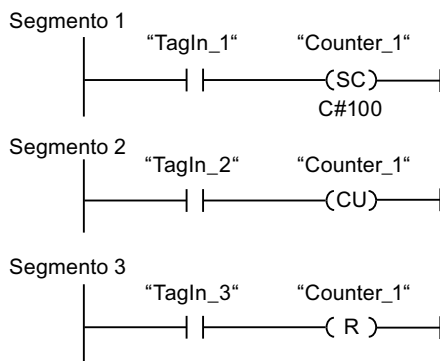 Segmento 1
“TagIn_1“ “Counter_1“
SC
C#100
Segmento 2
“TagIn_2“ “Counter_1“
CU
Segmento 3
“TagIn_3“ “Counter_1“
R